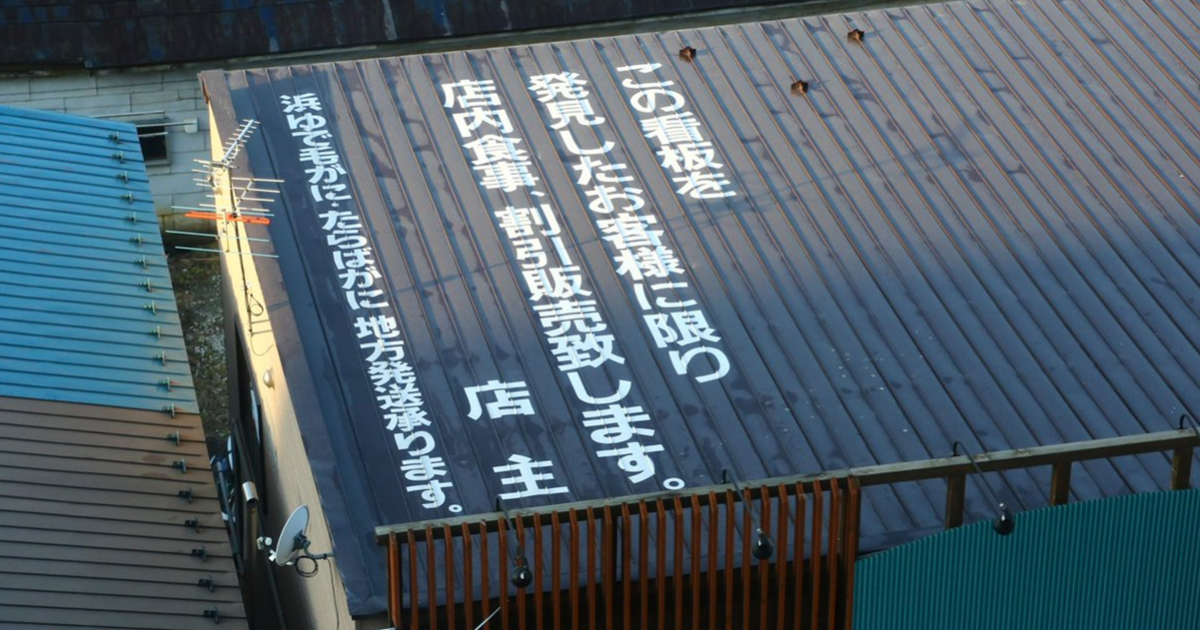 この看板を
発見したお客様に限り
店内食事、割引販売致します。
店主
浜ゆで毛がに・たらばがに地方発送承ります。